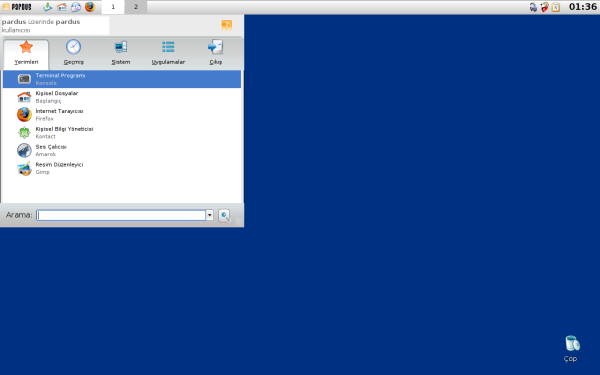 PARDUS
1
2
01:36
pardus üzerinde pardus
kullanıcısı
Yerimleri
Geçmiş
Sistem
Uygulamalar
Çıkış
Terminal Programı
Konsole
Kişisel Dosyalar
Başlangıç
İnternet Tarayıcısı
Firefox
Kişisel Bilgi Yöneticisi
Kontact
Ses Çalıcısı
Amarok
Resim Düzenleyici
Gimp
Arama:
Çöp